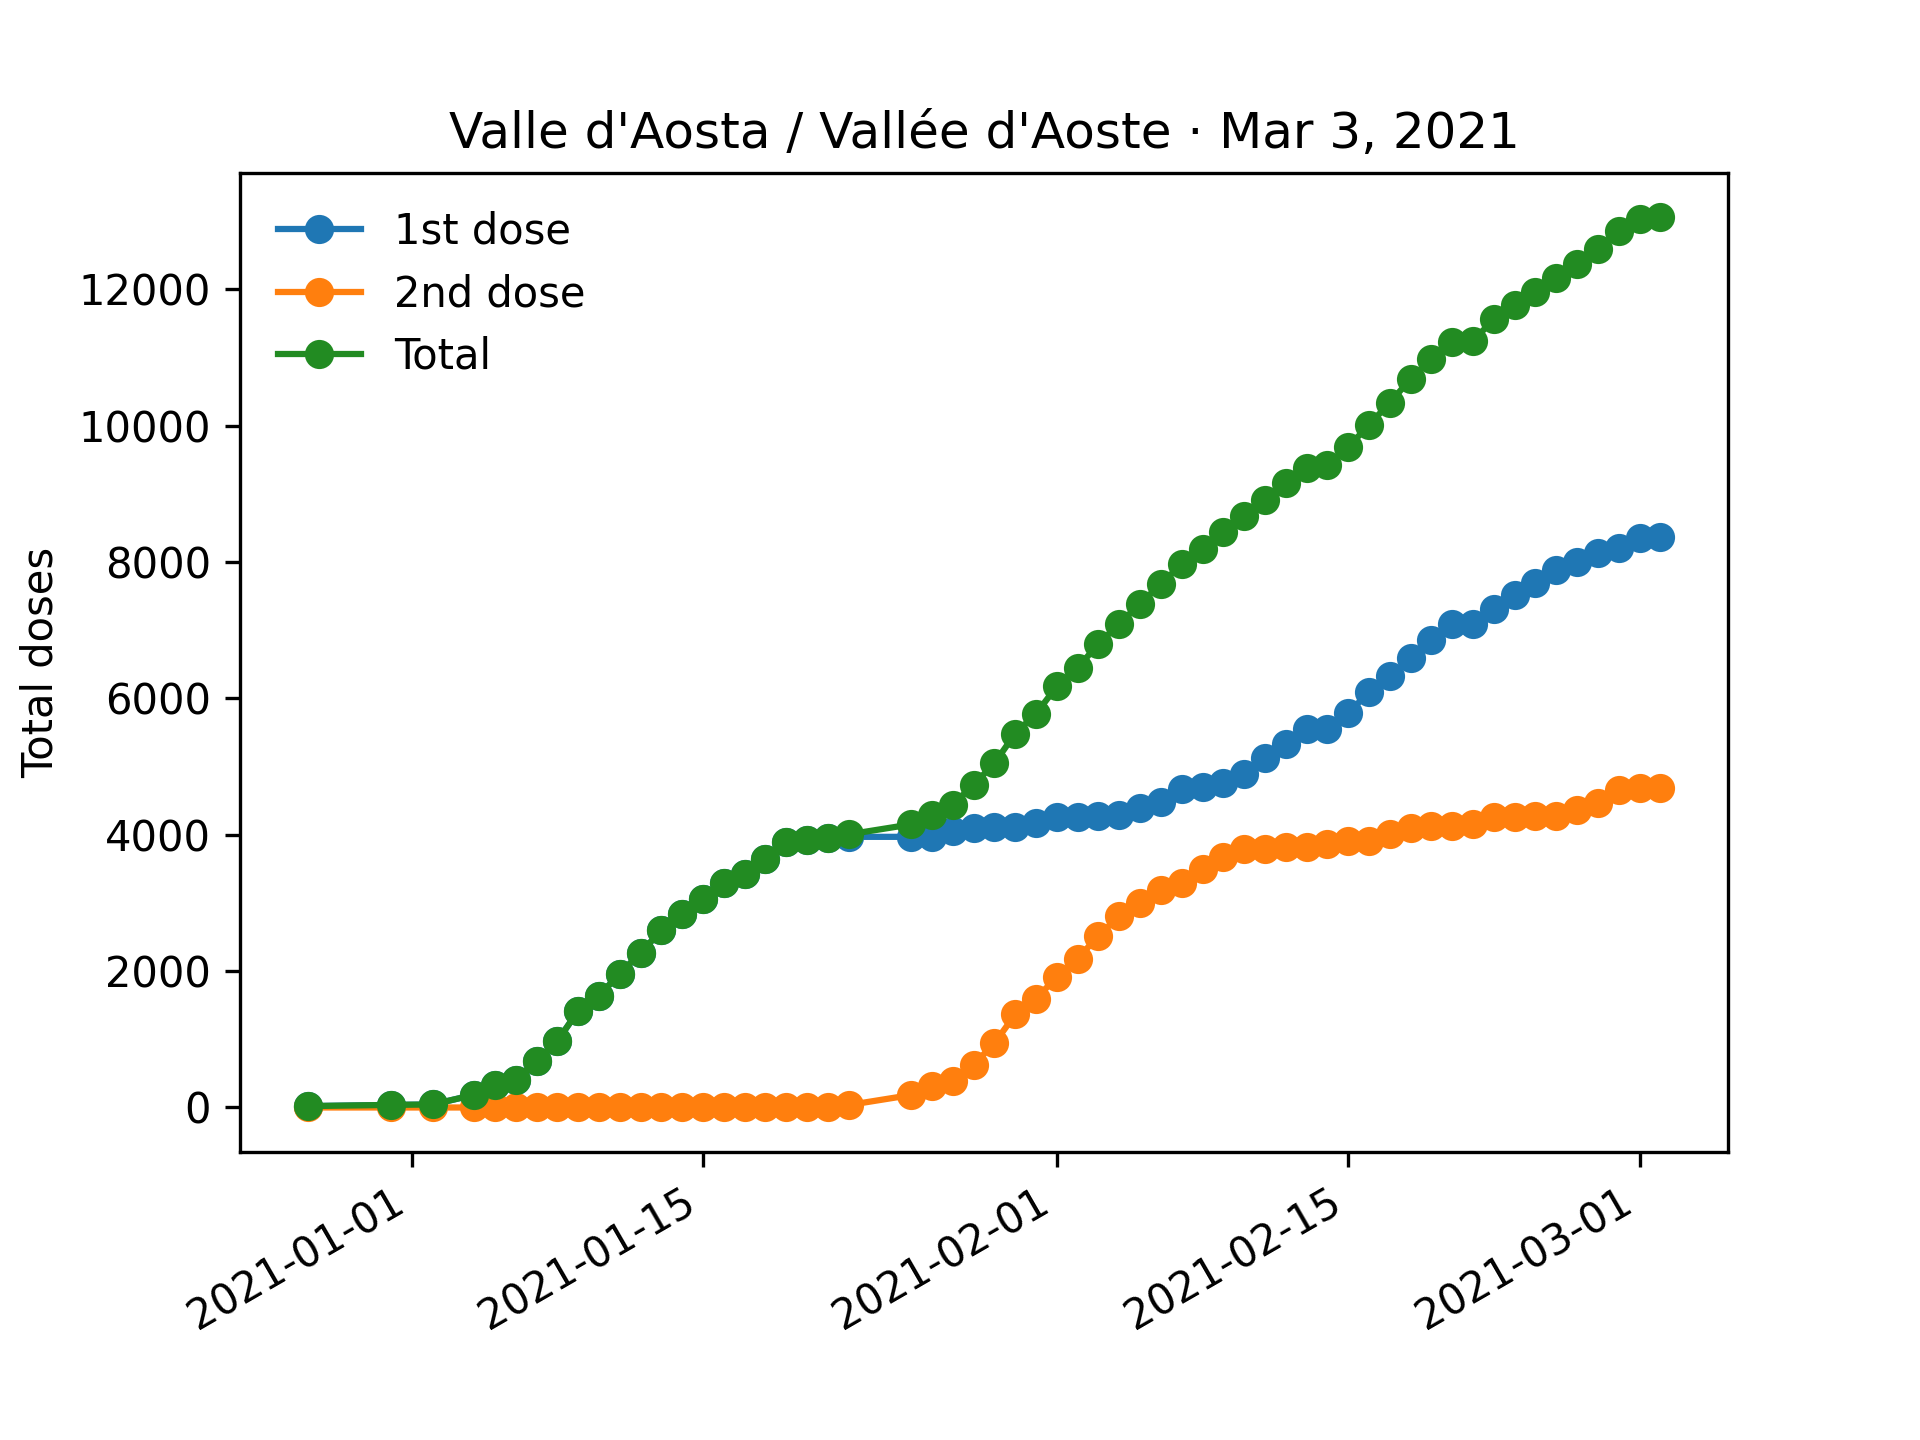 Valle d'Aosta / Vallée d'Aoste · Mar 3, 2021
1st dose
2nd dose
Total
Total doses
12000
10000
8000
6000
4000
2000
0
2021-01-01
2021-01-15
2021-02-01
2021-02-15
2021-03-01